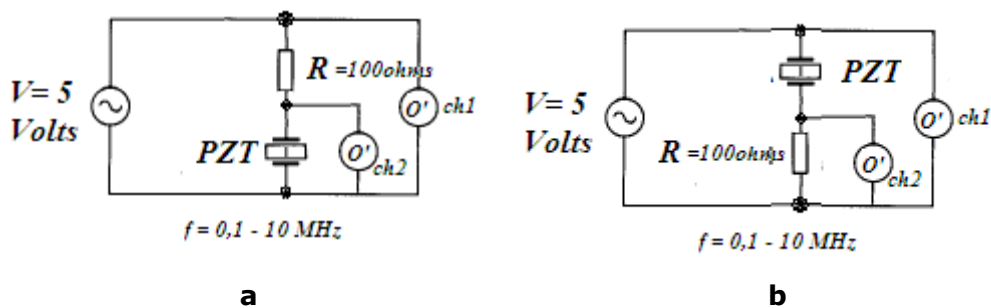 R =100ohms
V= 5
Volts
O'
ch1
PZT
O'
ch2
f = 0,1 - 10 MHz
a
PZT
V= 5
Volts
O'
ch1
R =100ohms
O'
ch2
f = 0,1 - 10 MHz
b